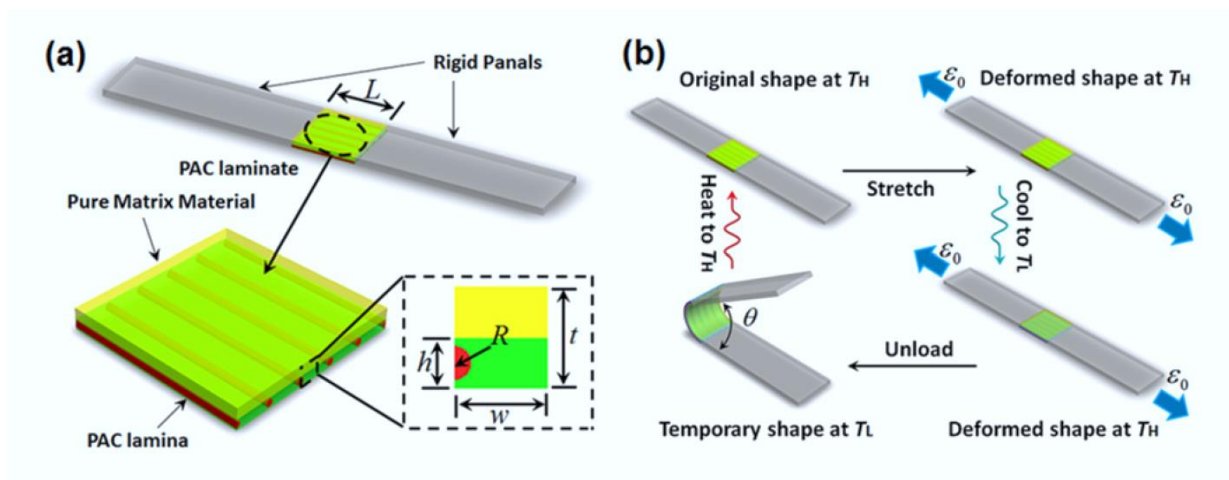 (a)
Rigid Panals
L
PAC laminate
Pure Matrix Material
R
h
t
w
PAC lamina
(b)
Original shape at TH
Deformed shape at TH
ε0
ε0
Stretch
Heat to TH
Cool to TL
ε0
θ
Unload
ε0
Temporary shape at TL
Deformed shape at TH